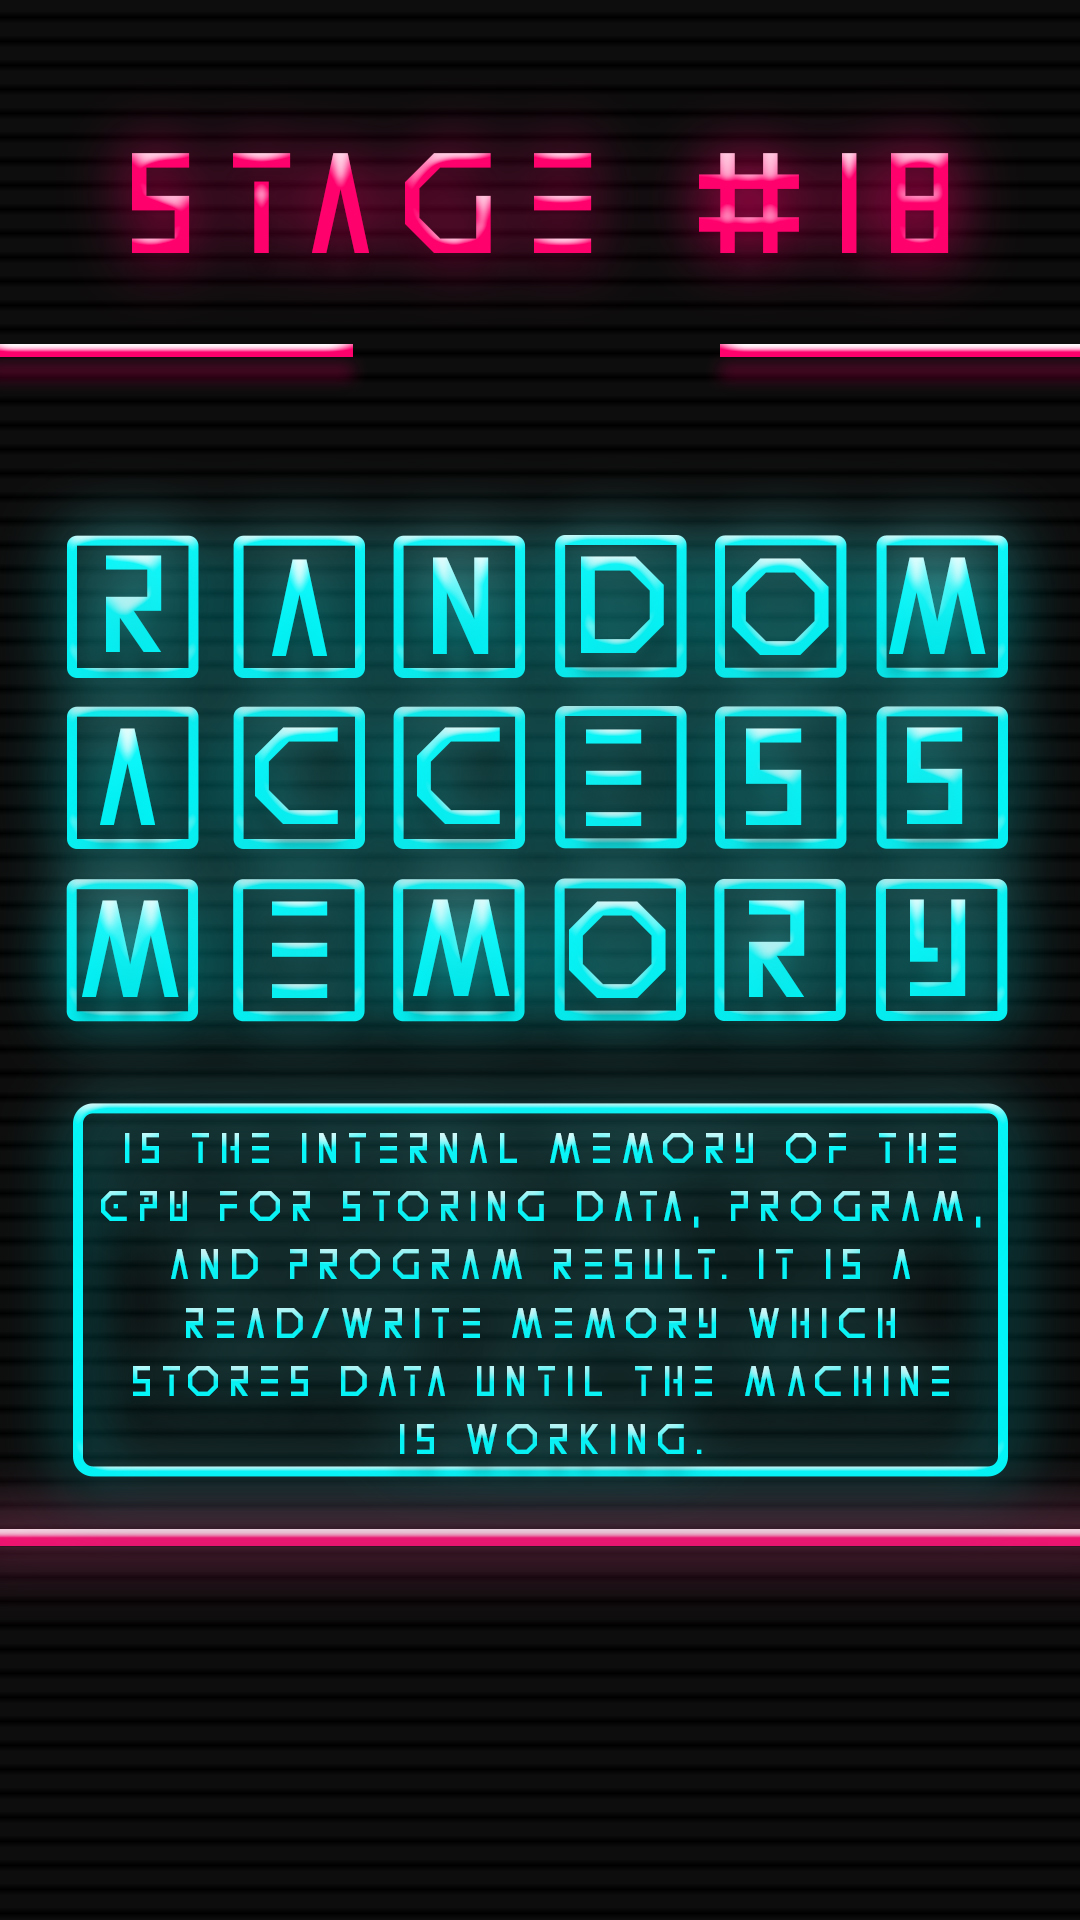 STAGE #18
RANDOM
ACCESS
MEMORY
IS THE INTERNAL MEMORY OF THE
CPU FOR STORING DATA, PROGRAM,
AND PROGRAM RESULT. IT IS A
READ/WRITE MEMORY WHICH
STORES DATA UNTIL THE MACHINE
IS WORKING.